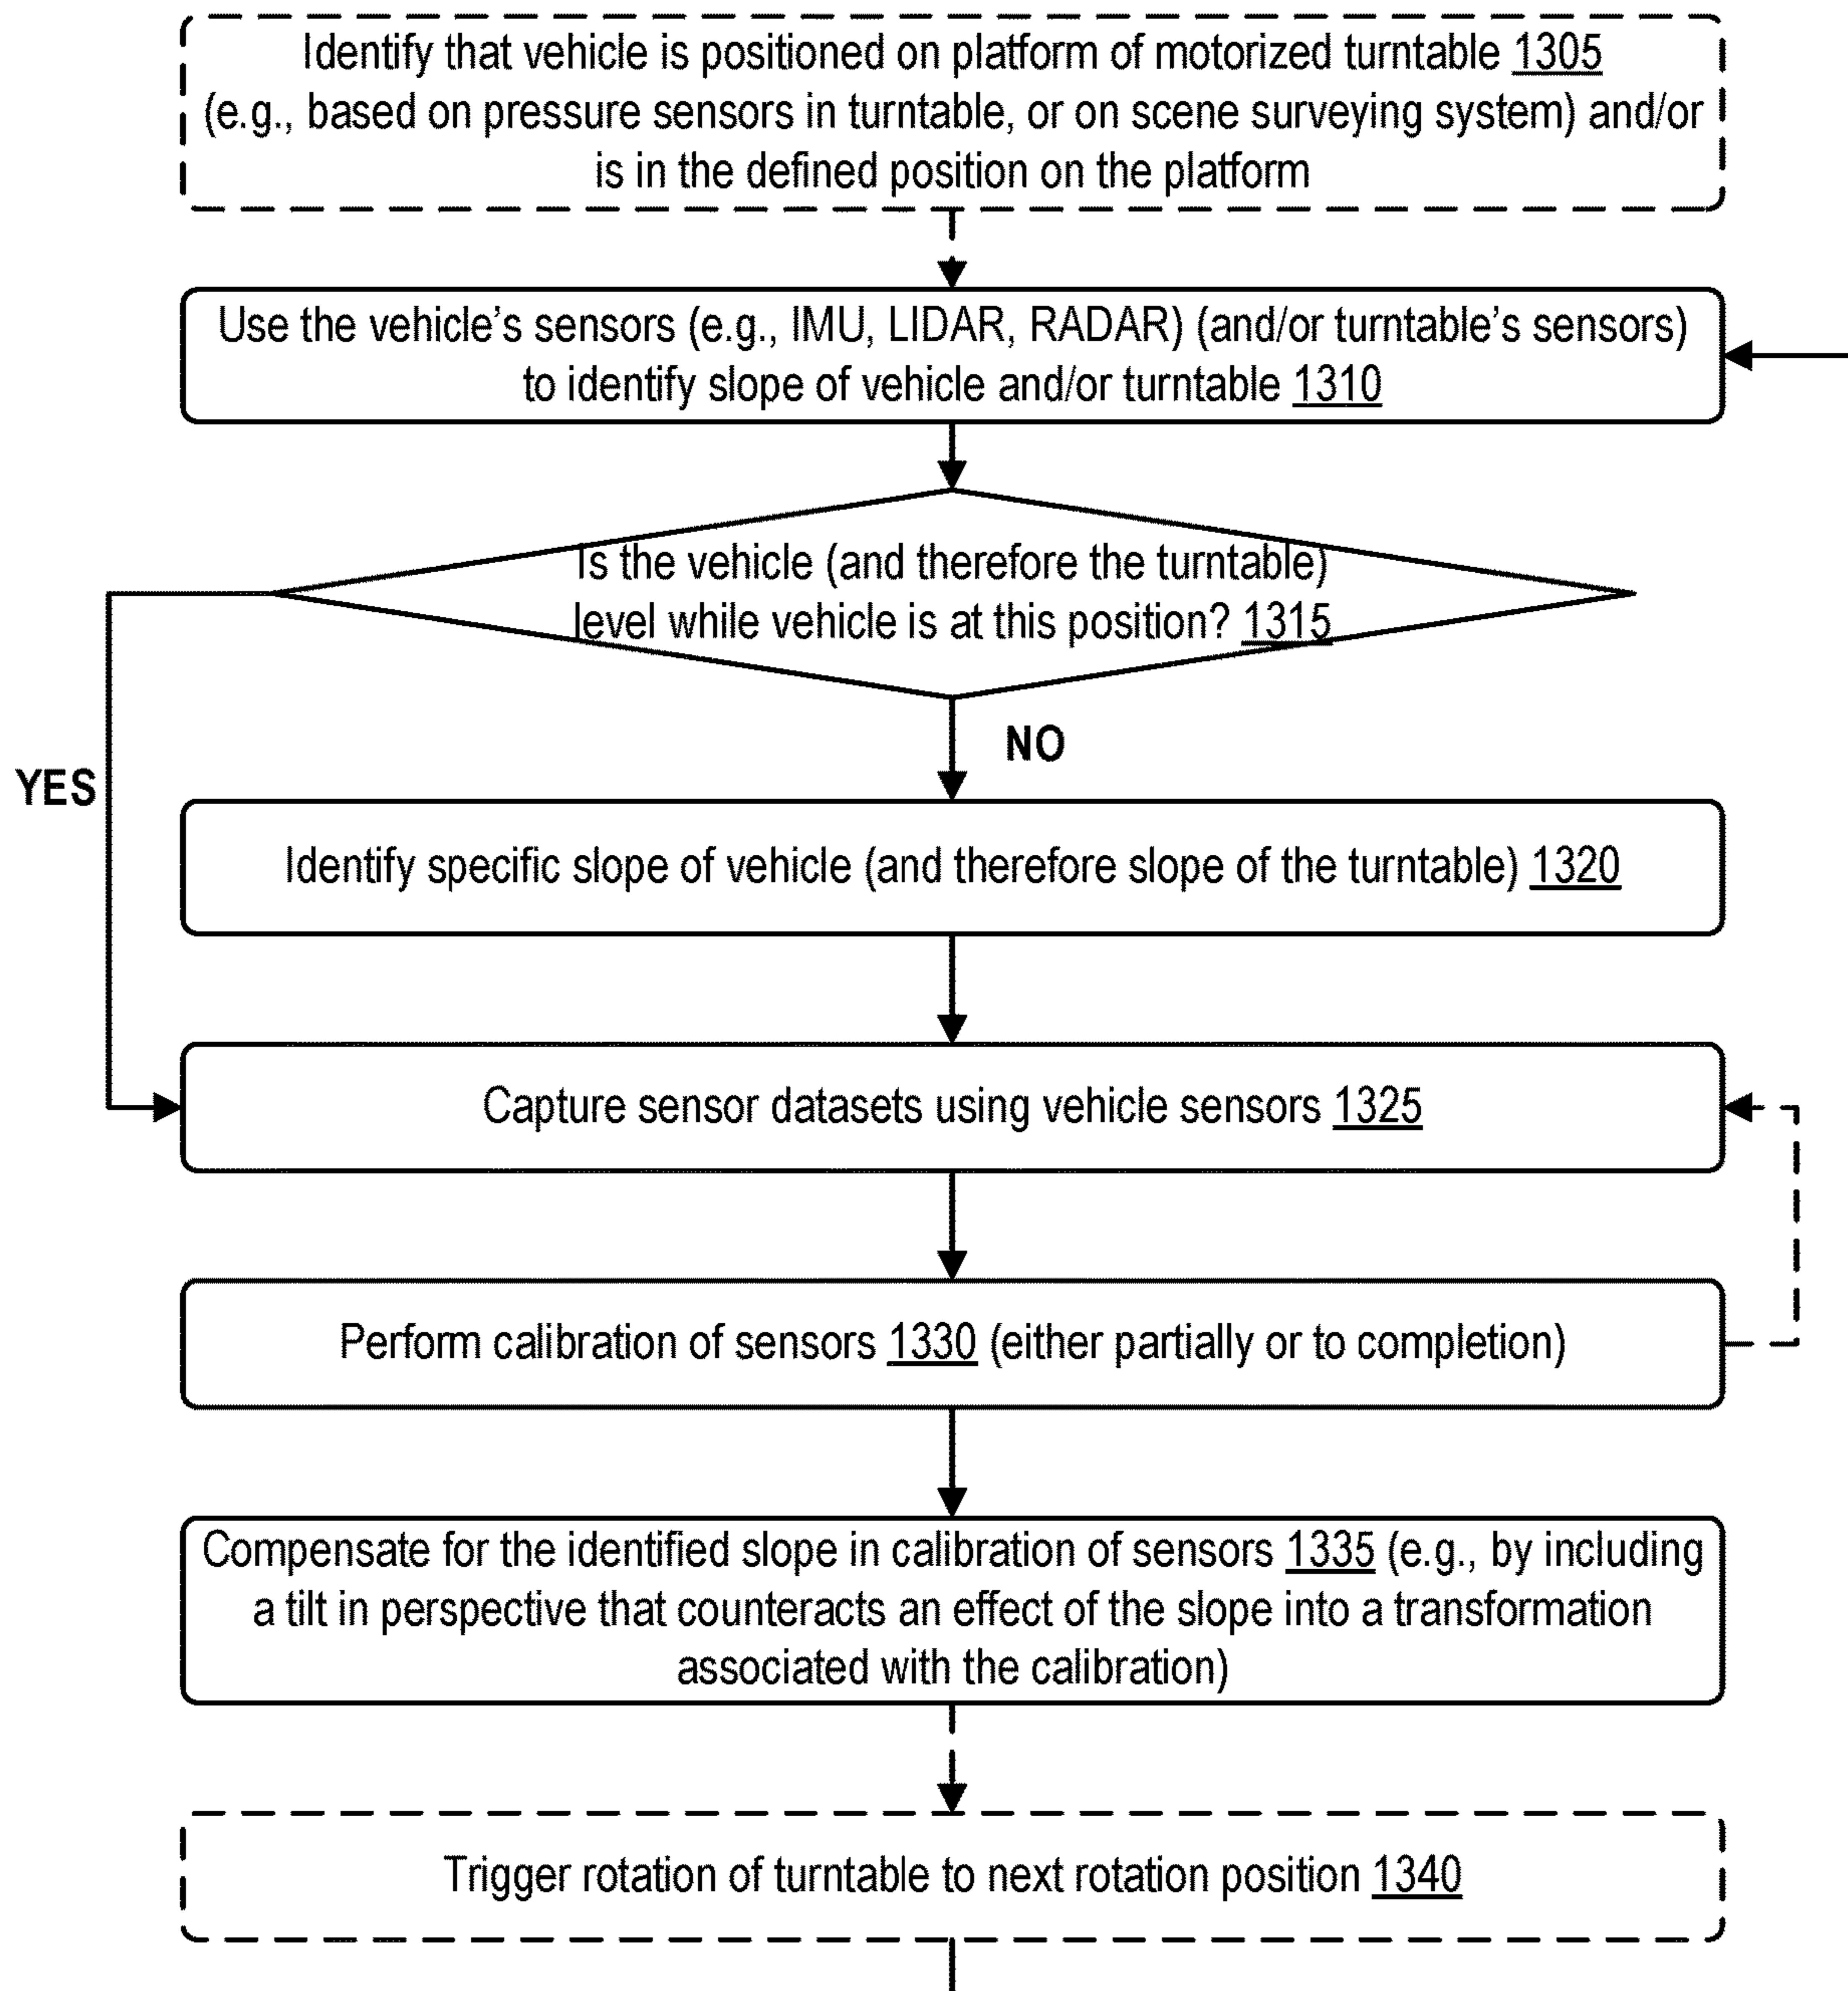 Identify that vehicle is positioned on platform of motorized turntable 1305
(e.g., based on pressure sensors in turntable, or on scene surveying system) and/or
is in the defined position on the platform
Use the vehicle’s sensors (e.g., IMU, LIDAR, RADAR) (and/or turntable’s sensors)
to identify slope of vehicle and/or turntable 1310
Is the vehicle (and therefore the turntable)
level while vehicle is at this position? 1315
NO
YES
Identify specific slope of vehicle (and therefore slope of the turntable) 1320
Capture sensor datasets using vehicle sensors 1325
Perform calibration of sensors 1330 (either partially or to completion)
Compensate for the identified slope in calibration of sensors 1335 (e.g., by including
a tilt in perspective that counteracts an effect of the slope into a transformation
associated with the calibration)
Trigger rotation of turntable to next rotation position 1340